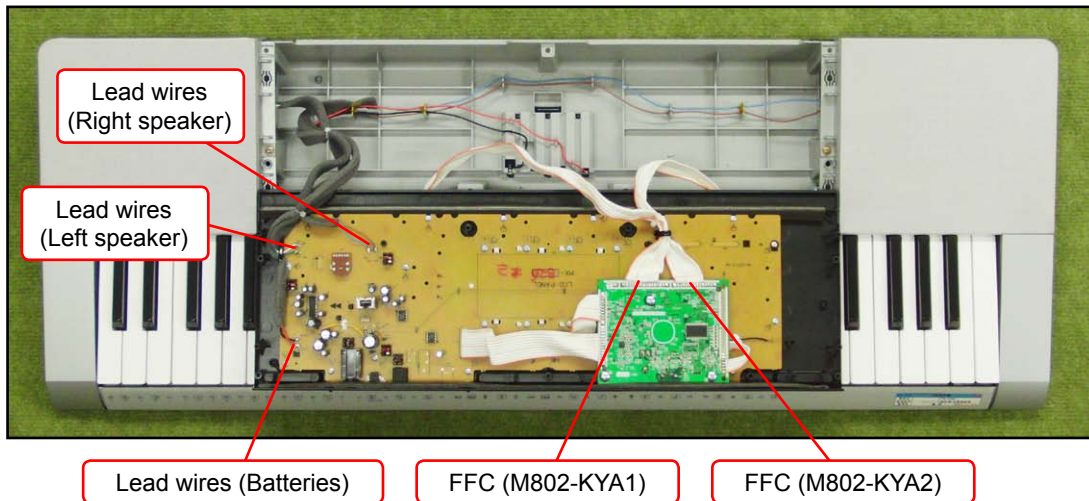 Lead wires
(Right speaker)
Lead wires
(Left speaker)
Lead wires (Batteries)
FFC (M802-KYA1)
FFC (M802-KYA2)